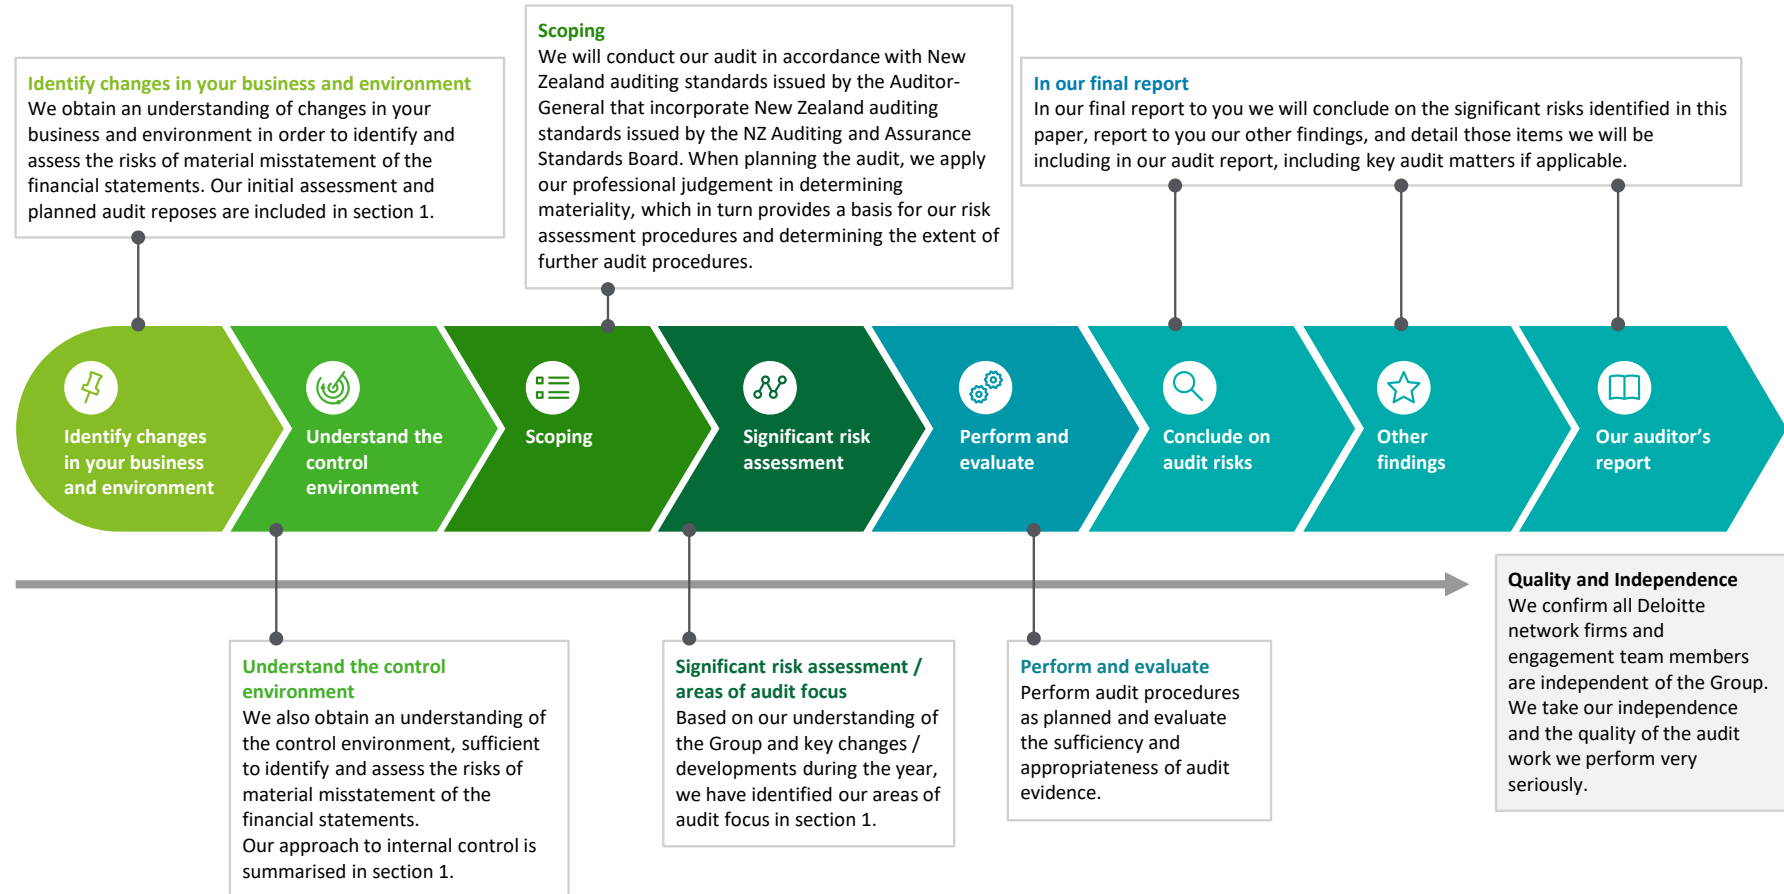 Identify changes in your business and environment
We obtain an understanding of changes in your
business and environment in order to identify and
assess the risks of material misstatement of the
financial statements. Our initial assessment and
planned audit reposes are included in section 1.
Scoping
We will conduct our audit in accordance with New
Zealand auditing standards issued by the Auditor-
General that incorporate New Zealand auditing
standards issued by the NZ Auditing and Assurance
Standards Board. When planning the audit, we apply
our professional judgement in determining
materiality, which in turn provides a basis for our risk
assessment procedures and determining the extent of
further audit procedures.
In our final report
In our final report to you we will conclude on the significant risks identified in this
paper, report to you our other findings, and detail those items we will be
including in our audit report, including key audit matters if applicable.
Identify changes
in your business
and environment
Understand the
control
environment
Scoping
Significant risk
assessment
Perform and
evaluate
Conclude on
audit risks
Other
findings
Our auditor's
report
Understand the control
environment
We also obtain an understanding of
the control environment, sufficient
to identify and assess the risks of
material misstatement of the
financial statements.
Our approach to internal control is
summarised in section 1.
Significant risk assessment /
areas of audit focus
Based on our understanding of
the Group and key changes /
developments during the year,
we have identified our areas of
audit focus in section 1.
Perform and evaluate
Perform audit procedures
as planned and evaluate
the sufficiency and
appropriateness of audit
evidence.
Quality and Independence
We confirm all Deloitte
network firms and
engagement team members
are independent of the Group.
We take our independence
and the quality of the audit
work we perform very
seriously.